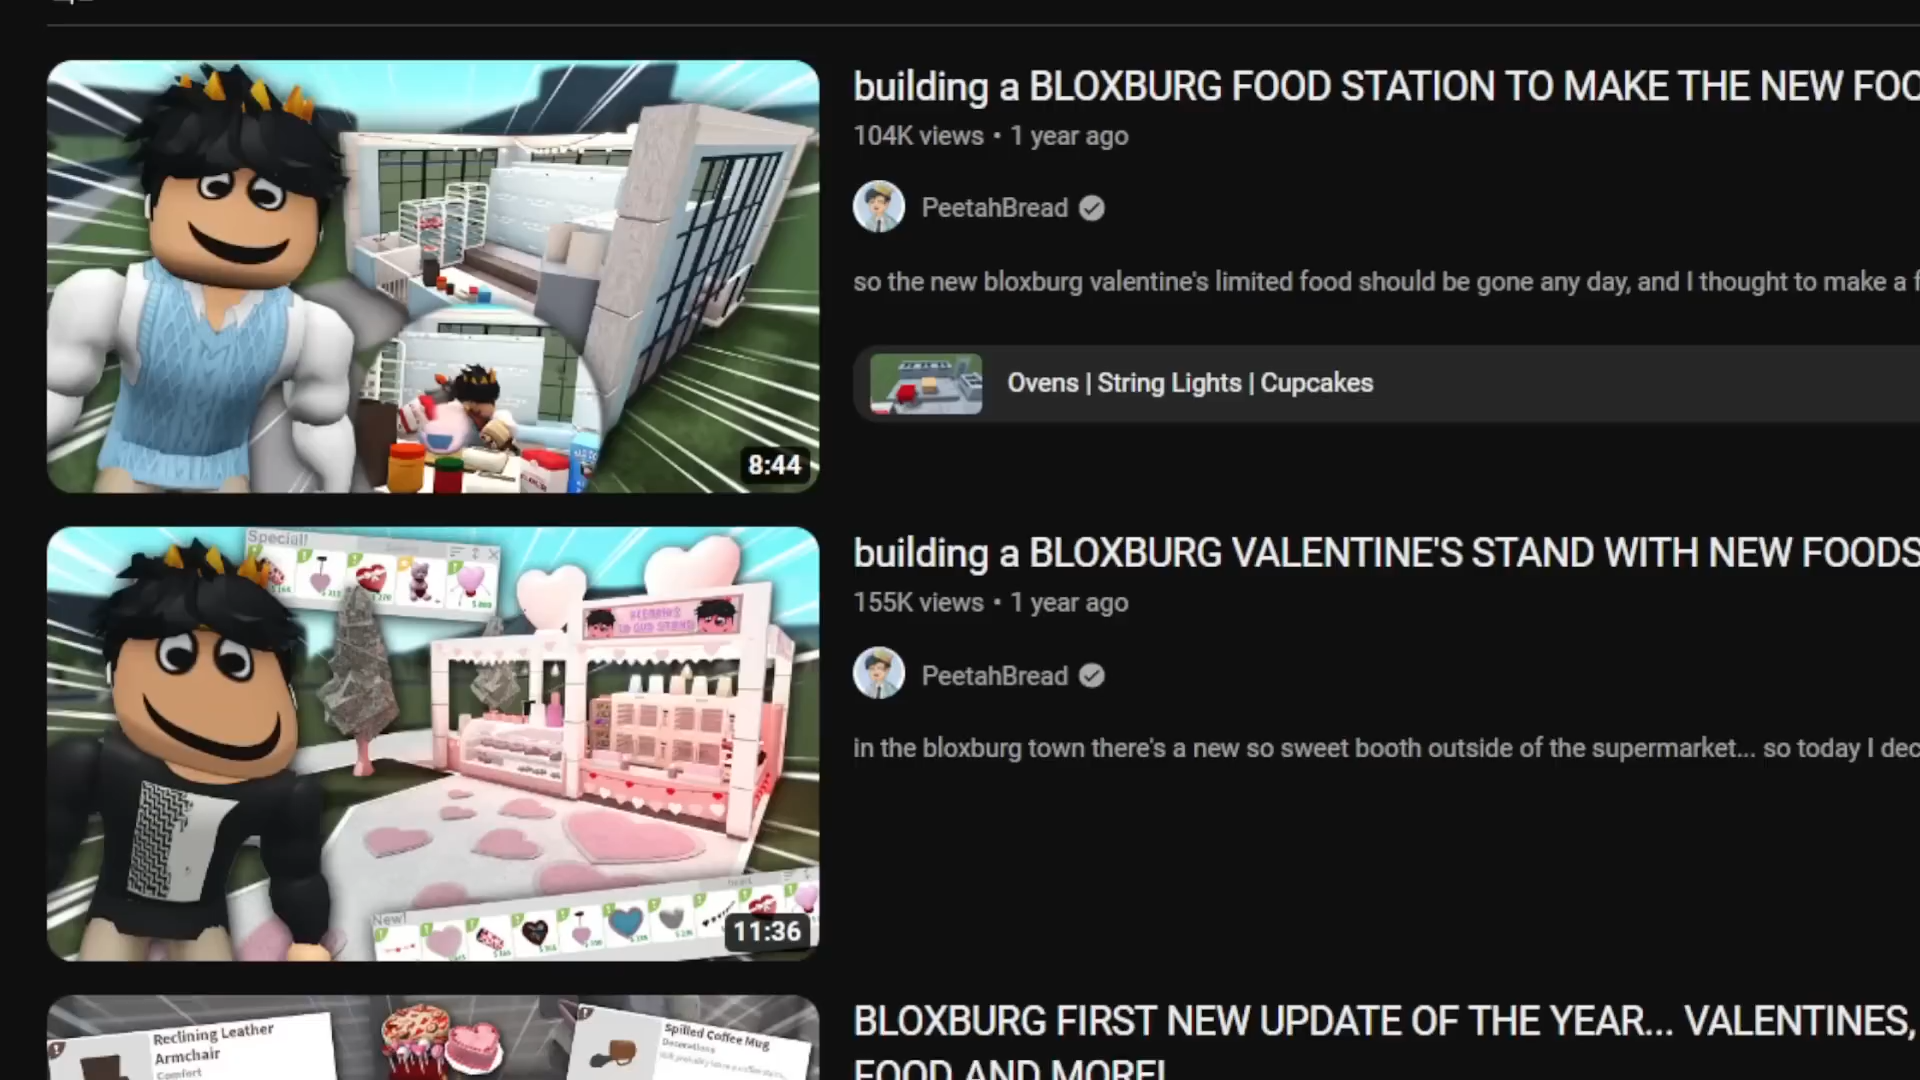 building a BLOXBURG FOOD STATION TO MAKE THE NEW FOO
104K views • 1 year ago
PeetahBread
so the new bloxburg valentine's limited food should be gone any day, and I thought to make a f
Ovens | String Lights | Cupcakes
8:44
Special!
building a BLOXBURG VALENTINE'S STAND WITH NEW FOODS
155K views • 1 year ago
PeetahBread
in the bloxburg town there's a new so sweet booth outside of the supermarket... so today I dec
New!
11:36
Reclining Leather
Armchair
Comfort
Spilled Coffee Mug
Decorations
BLOXBURG FIRST NEW UPDATE OF THE YEAR... VALENTINES,
FOOD AND MORE!